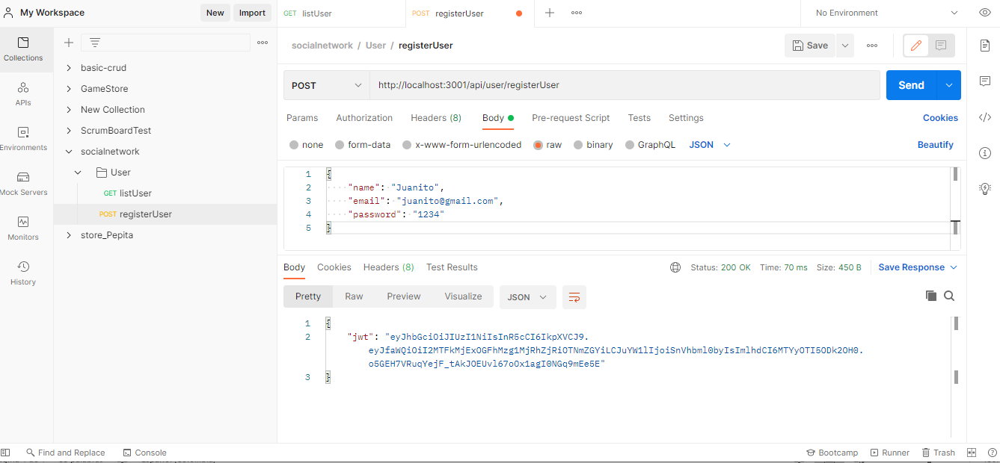 My Workspace
New
Import
GET listUser
POST registerUser
No Environment
Collections
APIs
Environments
Mock Servers
Monitors
History
basic-crud
GameStore
New Collection
ScrumBoardTest
socialnetwork
User
GET listUser
POST registerUser
store_Pepita
socialnetwork / User / registerUser
Save
POST
http://localhost:3001/api/user/registerUser
Send
Params Authorization Headers (8) Body Pre-request Script Tests Settings Cookies
none form-data x-www-form-urlencoded raw binary GraphQL JSON Beautify
1 {
2 "name": "Juanito",
3 "email": "juanito@gmail.com",
4 "password": "1234"
5 }
Body Cookies Headers (8) Test Results Status: 200 OK Time: 70 ms Size: 450 B Save Response
Pretty Raw Preview Visualize JSON
1 {
2 "jwt": "eyJhbGciOiJIUzI1NiIsInR5cCI6IkpXVCJ9.
eyJfaWQiOiI2MTFkMjExOGFhMzg1MjRhZjRiOTNmZGYiLCJuYW1lIjoiSnVhbml0byIsImlhdCI6MTYyOTI5ODk2OH0.
o5GEH7VRuqYejF_tAkJOEUvl67oOx1agI0NGq9mEe5E"
3 }
Find and Replace Console Bootcamp Runner Trash